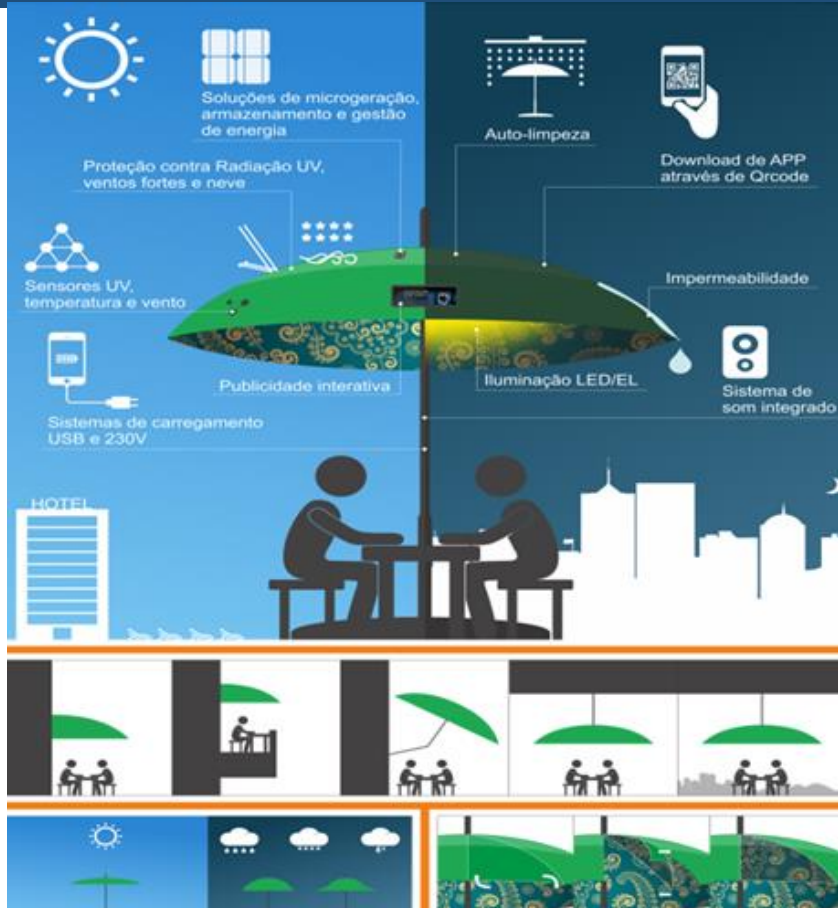 Soluções de microgeração,
armazenamento e gestão
de energia
Auto-limpeza
Proteção contra Radiação UV,
ventos fortes e neve
Download de APP
através de Qrcode
Sensores UV,
temperatura e vento
Impermeabilidade
Publicidade interativa
Iluminação LED/EL
Sistema de
som integrado
Sistemas de carregamento
USB e 230V
HOTEL